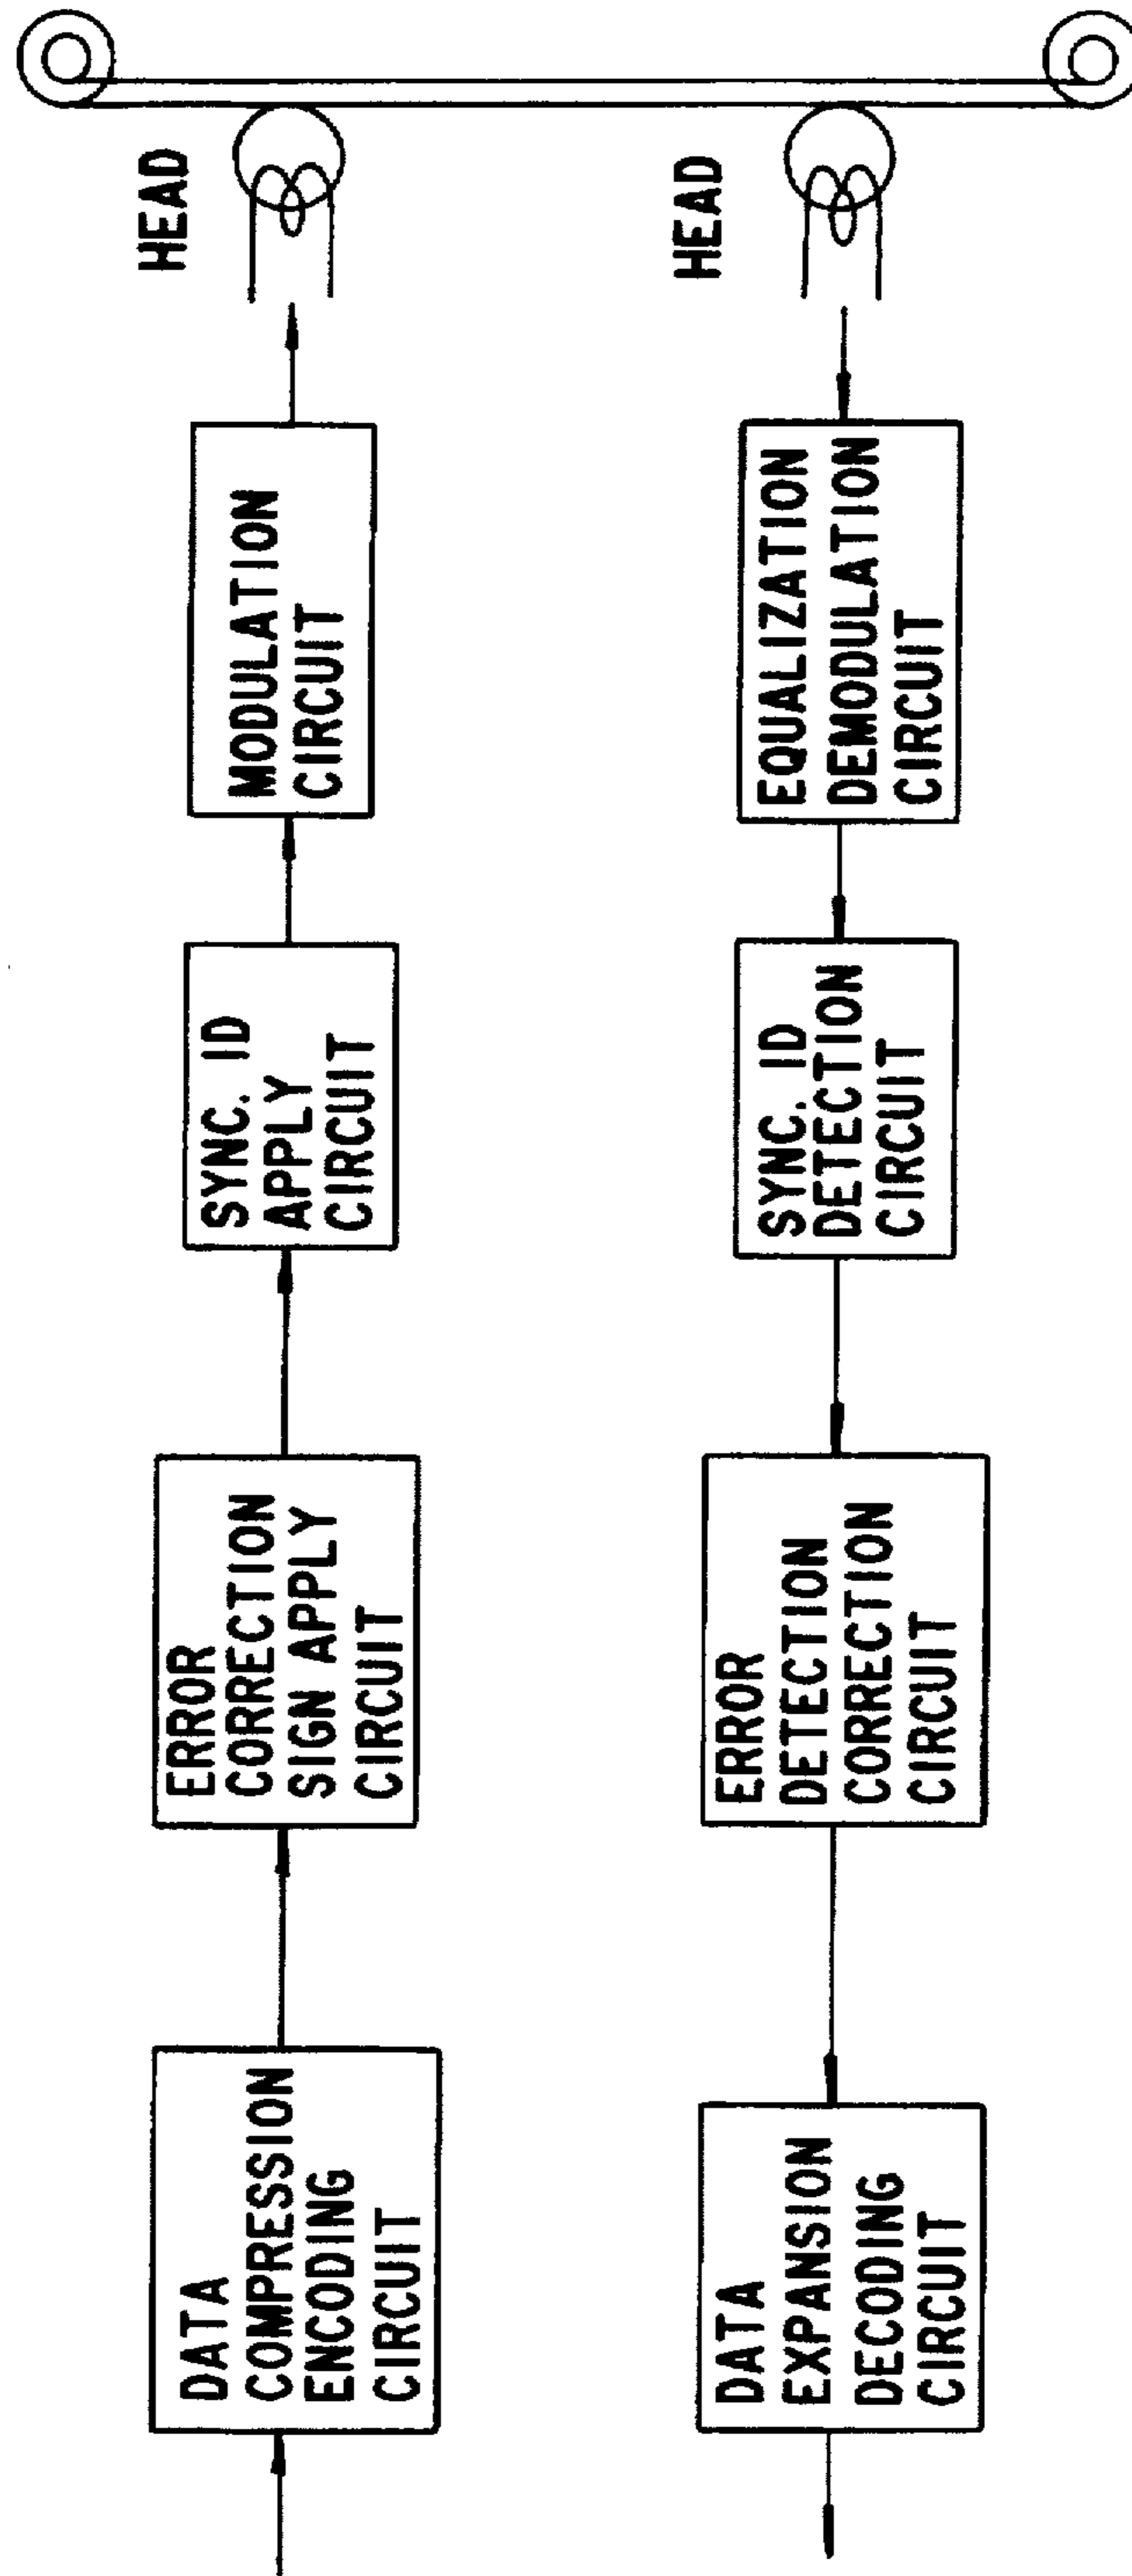 DATA
COMPRESSION
ENCODING
CIRCUIT
ERROR
CORRECTION
SIGN APPLY
CIRCUIT
SYNC. ID
APPLY
CIRCUIT
MODULATION
CIRCUIT
HEAD
DATA
EXPANSION
DECODING
CIRCUIT
ERROR
DETECTION
CORRECTION
CIRCUIT
SYNC. ID
DETECTION
CIRCUIT
EQUALIZATION
DEMODULATION
CIRCUIT
HEAD